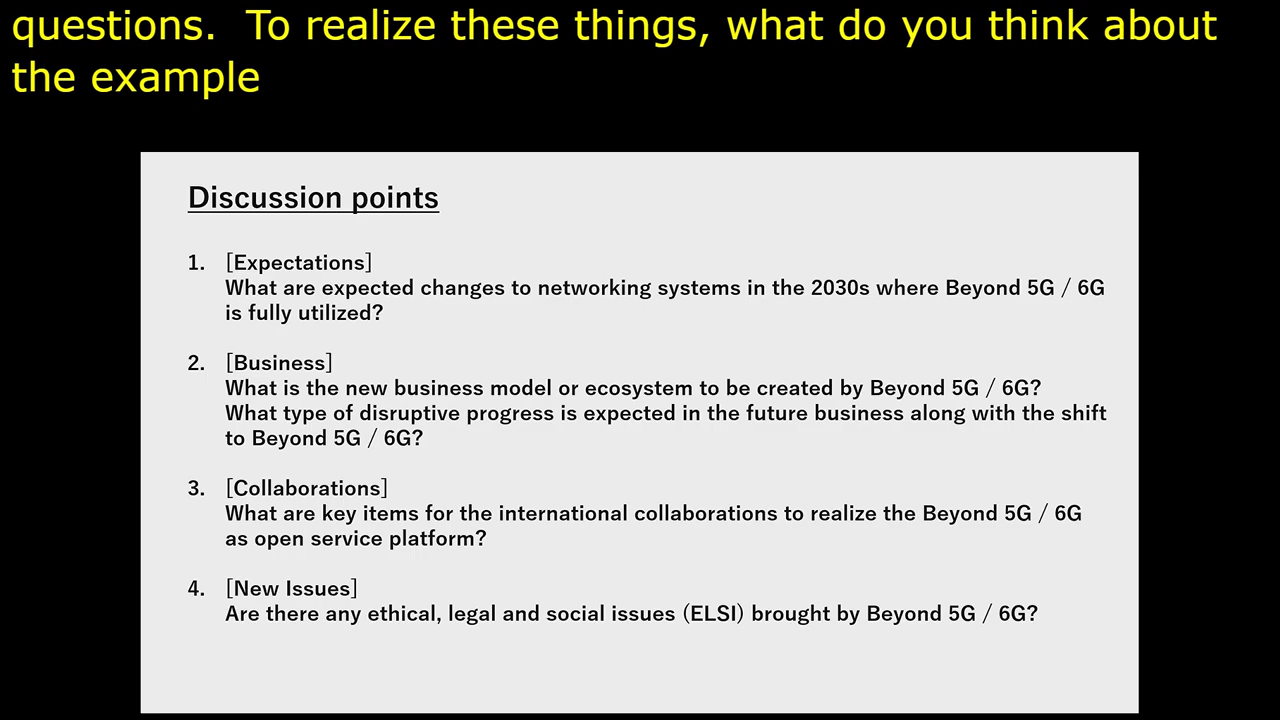 questions.  To realize these things, what do you think about
the example
Discussion points
1. [Expectations]
What are expected changes to networking systems in the 2030s where Beyond 5G / 6G
is fully utilized?
2. [Business]
What is the new business model or ecosystem to be created by Beyond 5G / 6G?
What type of disruptive progress is expected in the future business along with the shift
to Beyond 5G / 6G?
3. [Collaborations]
What are key items for the international collaborations to realize the Beyond 5G / 6G
as open service platform?
4. [New Issues]
Are there any ethical, legal and social issues (ELSI) brought by Beyond 5G / 6G?